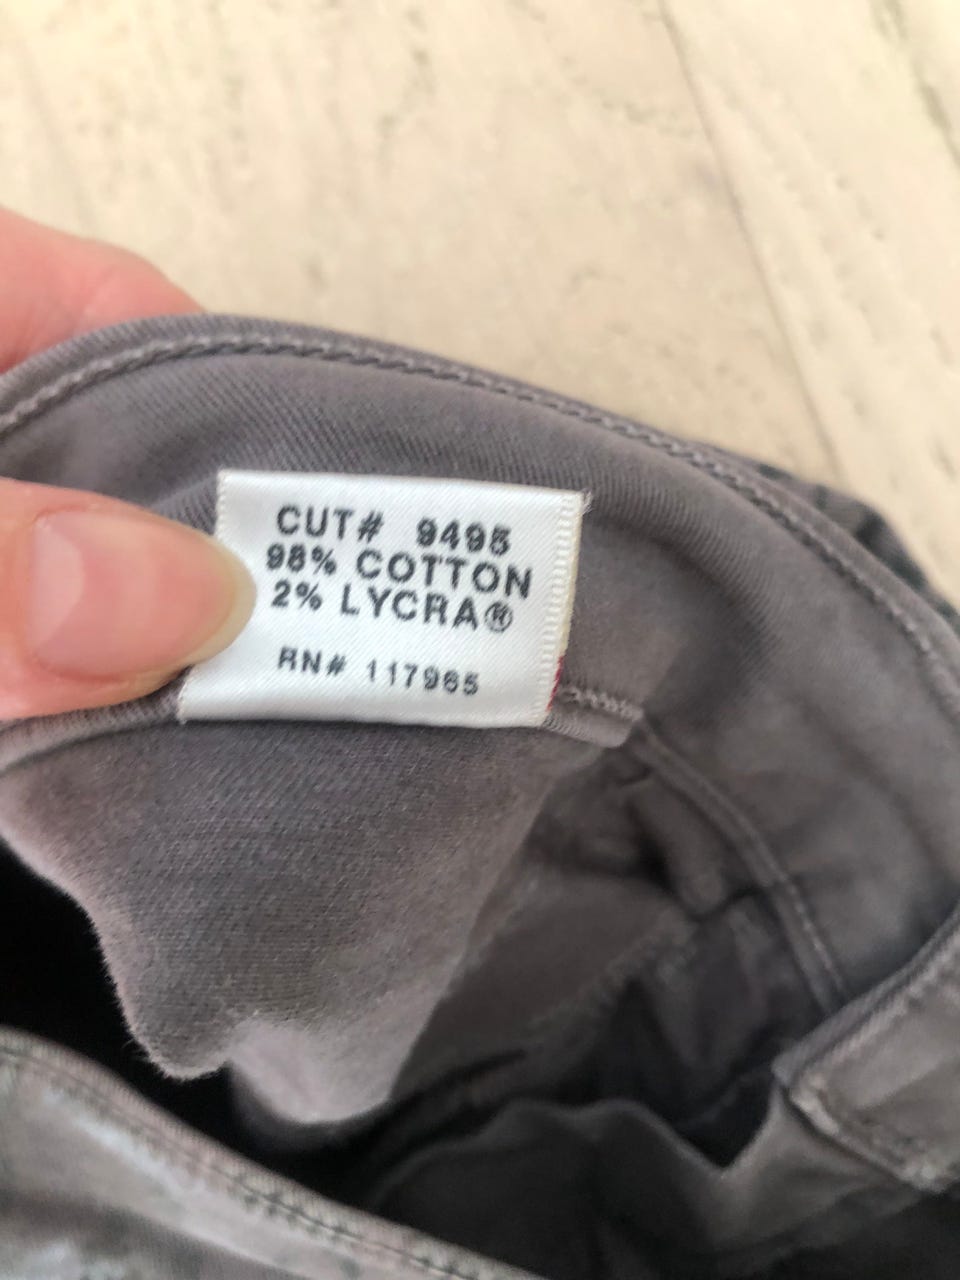 CUT# 9495
98% COTTON
2% LYCRA®
RN# 117965